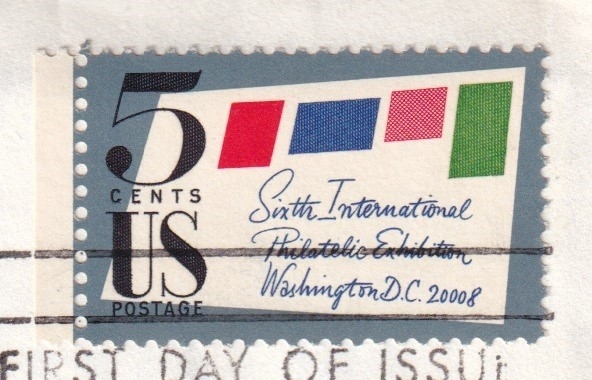 5
CENTS
US
POSTAGE
Sixth International
Philatelic Exhibition
Washington D.C. 20008
FIRST DAY OF ISSU